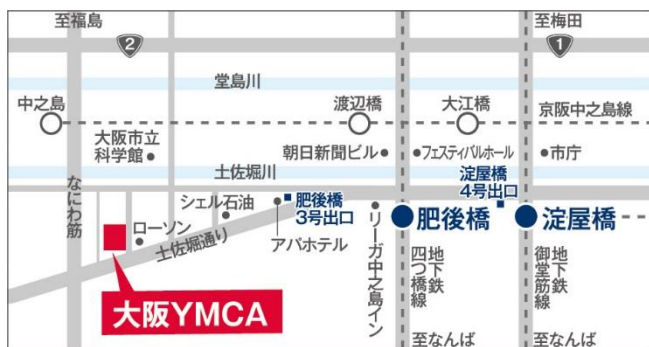 至福島
至梅田
2
1
堂島川
中之島
渡辺橋
大江橋
京阪中之島線
大阪市立
科学館
朝日新聞ビル
フェスティバルホール
市庁
土佐堀川
淀屋橋
4号出口
なにわ筋
シェル石油
肥後橋
3号出口
ローソン
土佐堀通り
アパホテル
リーガ中之島イン
肥後橋
淀屋橋
地下鉄
四つ橋線
地下鉄
御堂筋線
大阪YMCA
至なんば
至なんば